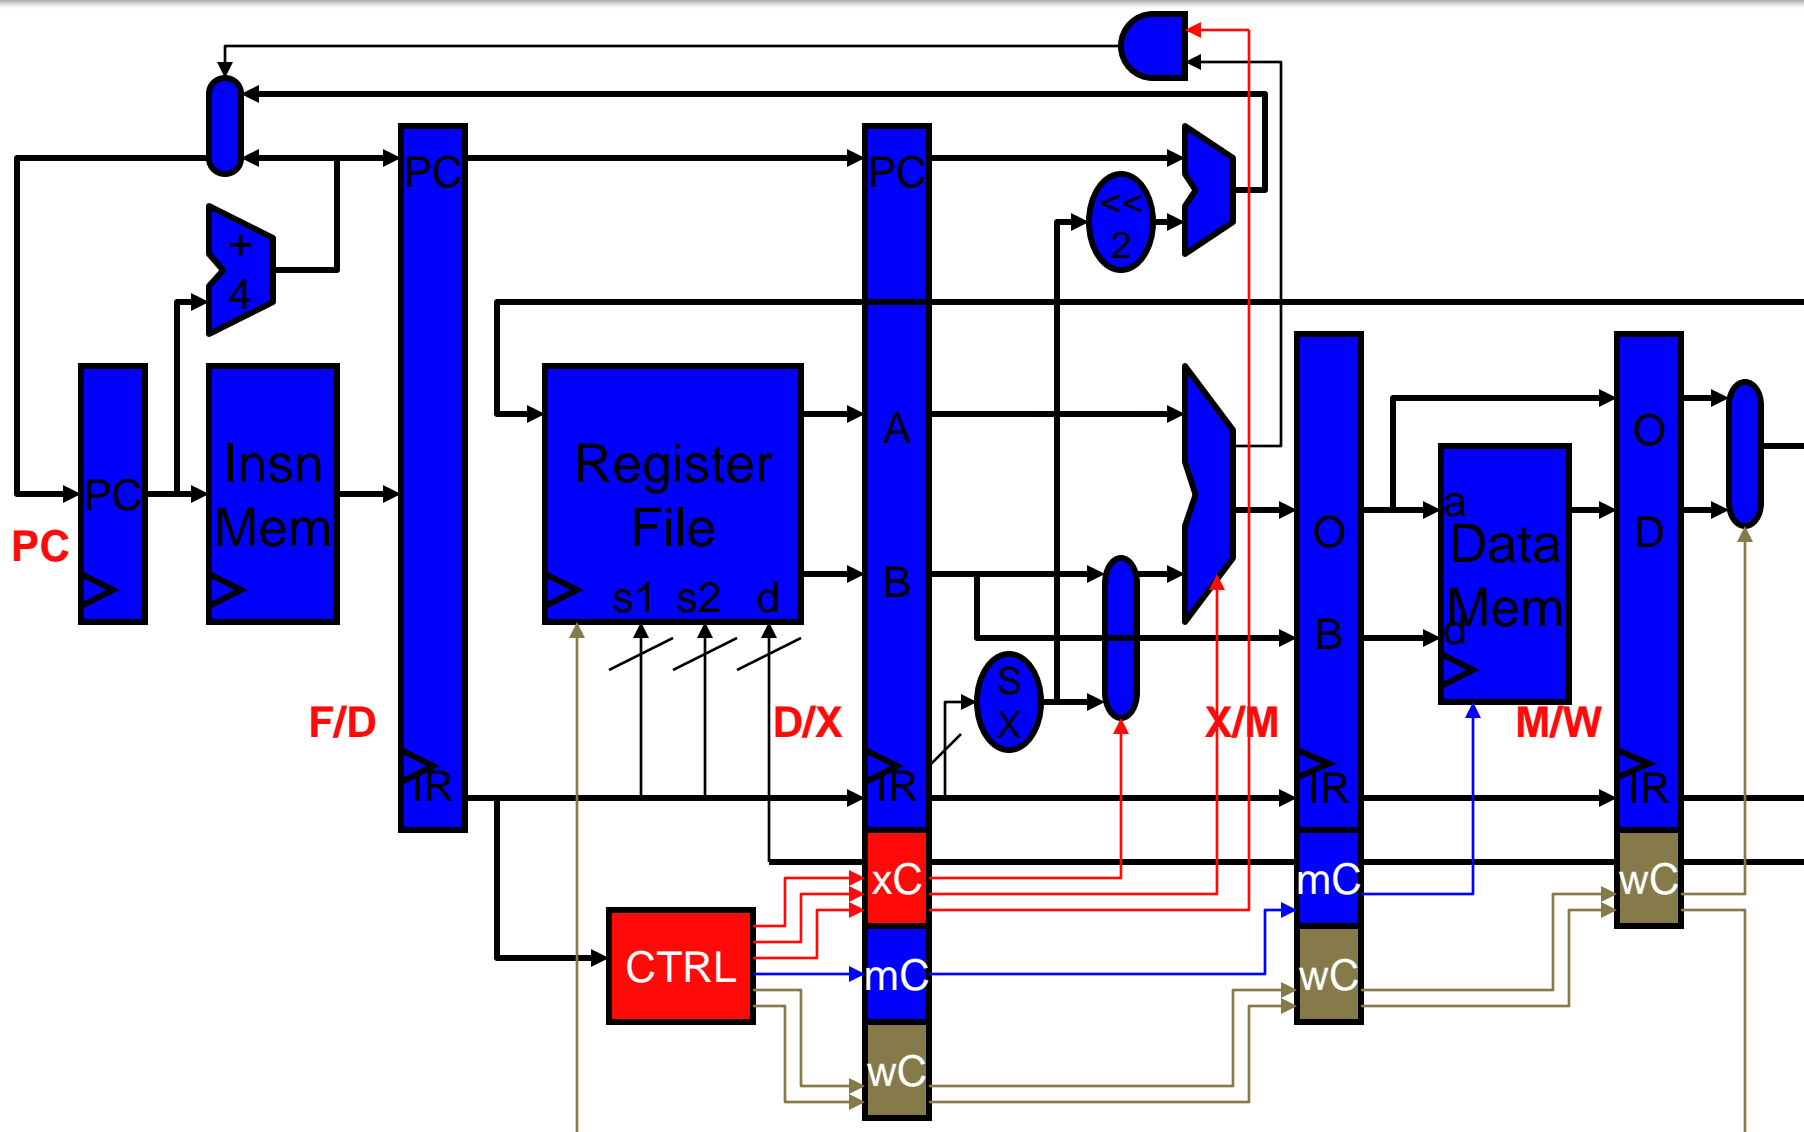 PC
PC
<<
2
+
4
Insn
Mem
Register
File
s1 s2 d
PC
A
B
O
B
a
Data
Mem
d
O
D
PC
F/D
D/X
S
X
X/M
M/W
IR
IR
IR
IR
xC
mC
wC
CTRL
mC
wC
wC
PC